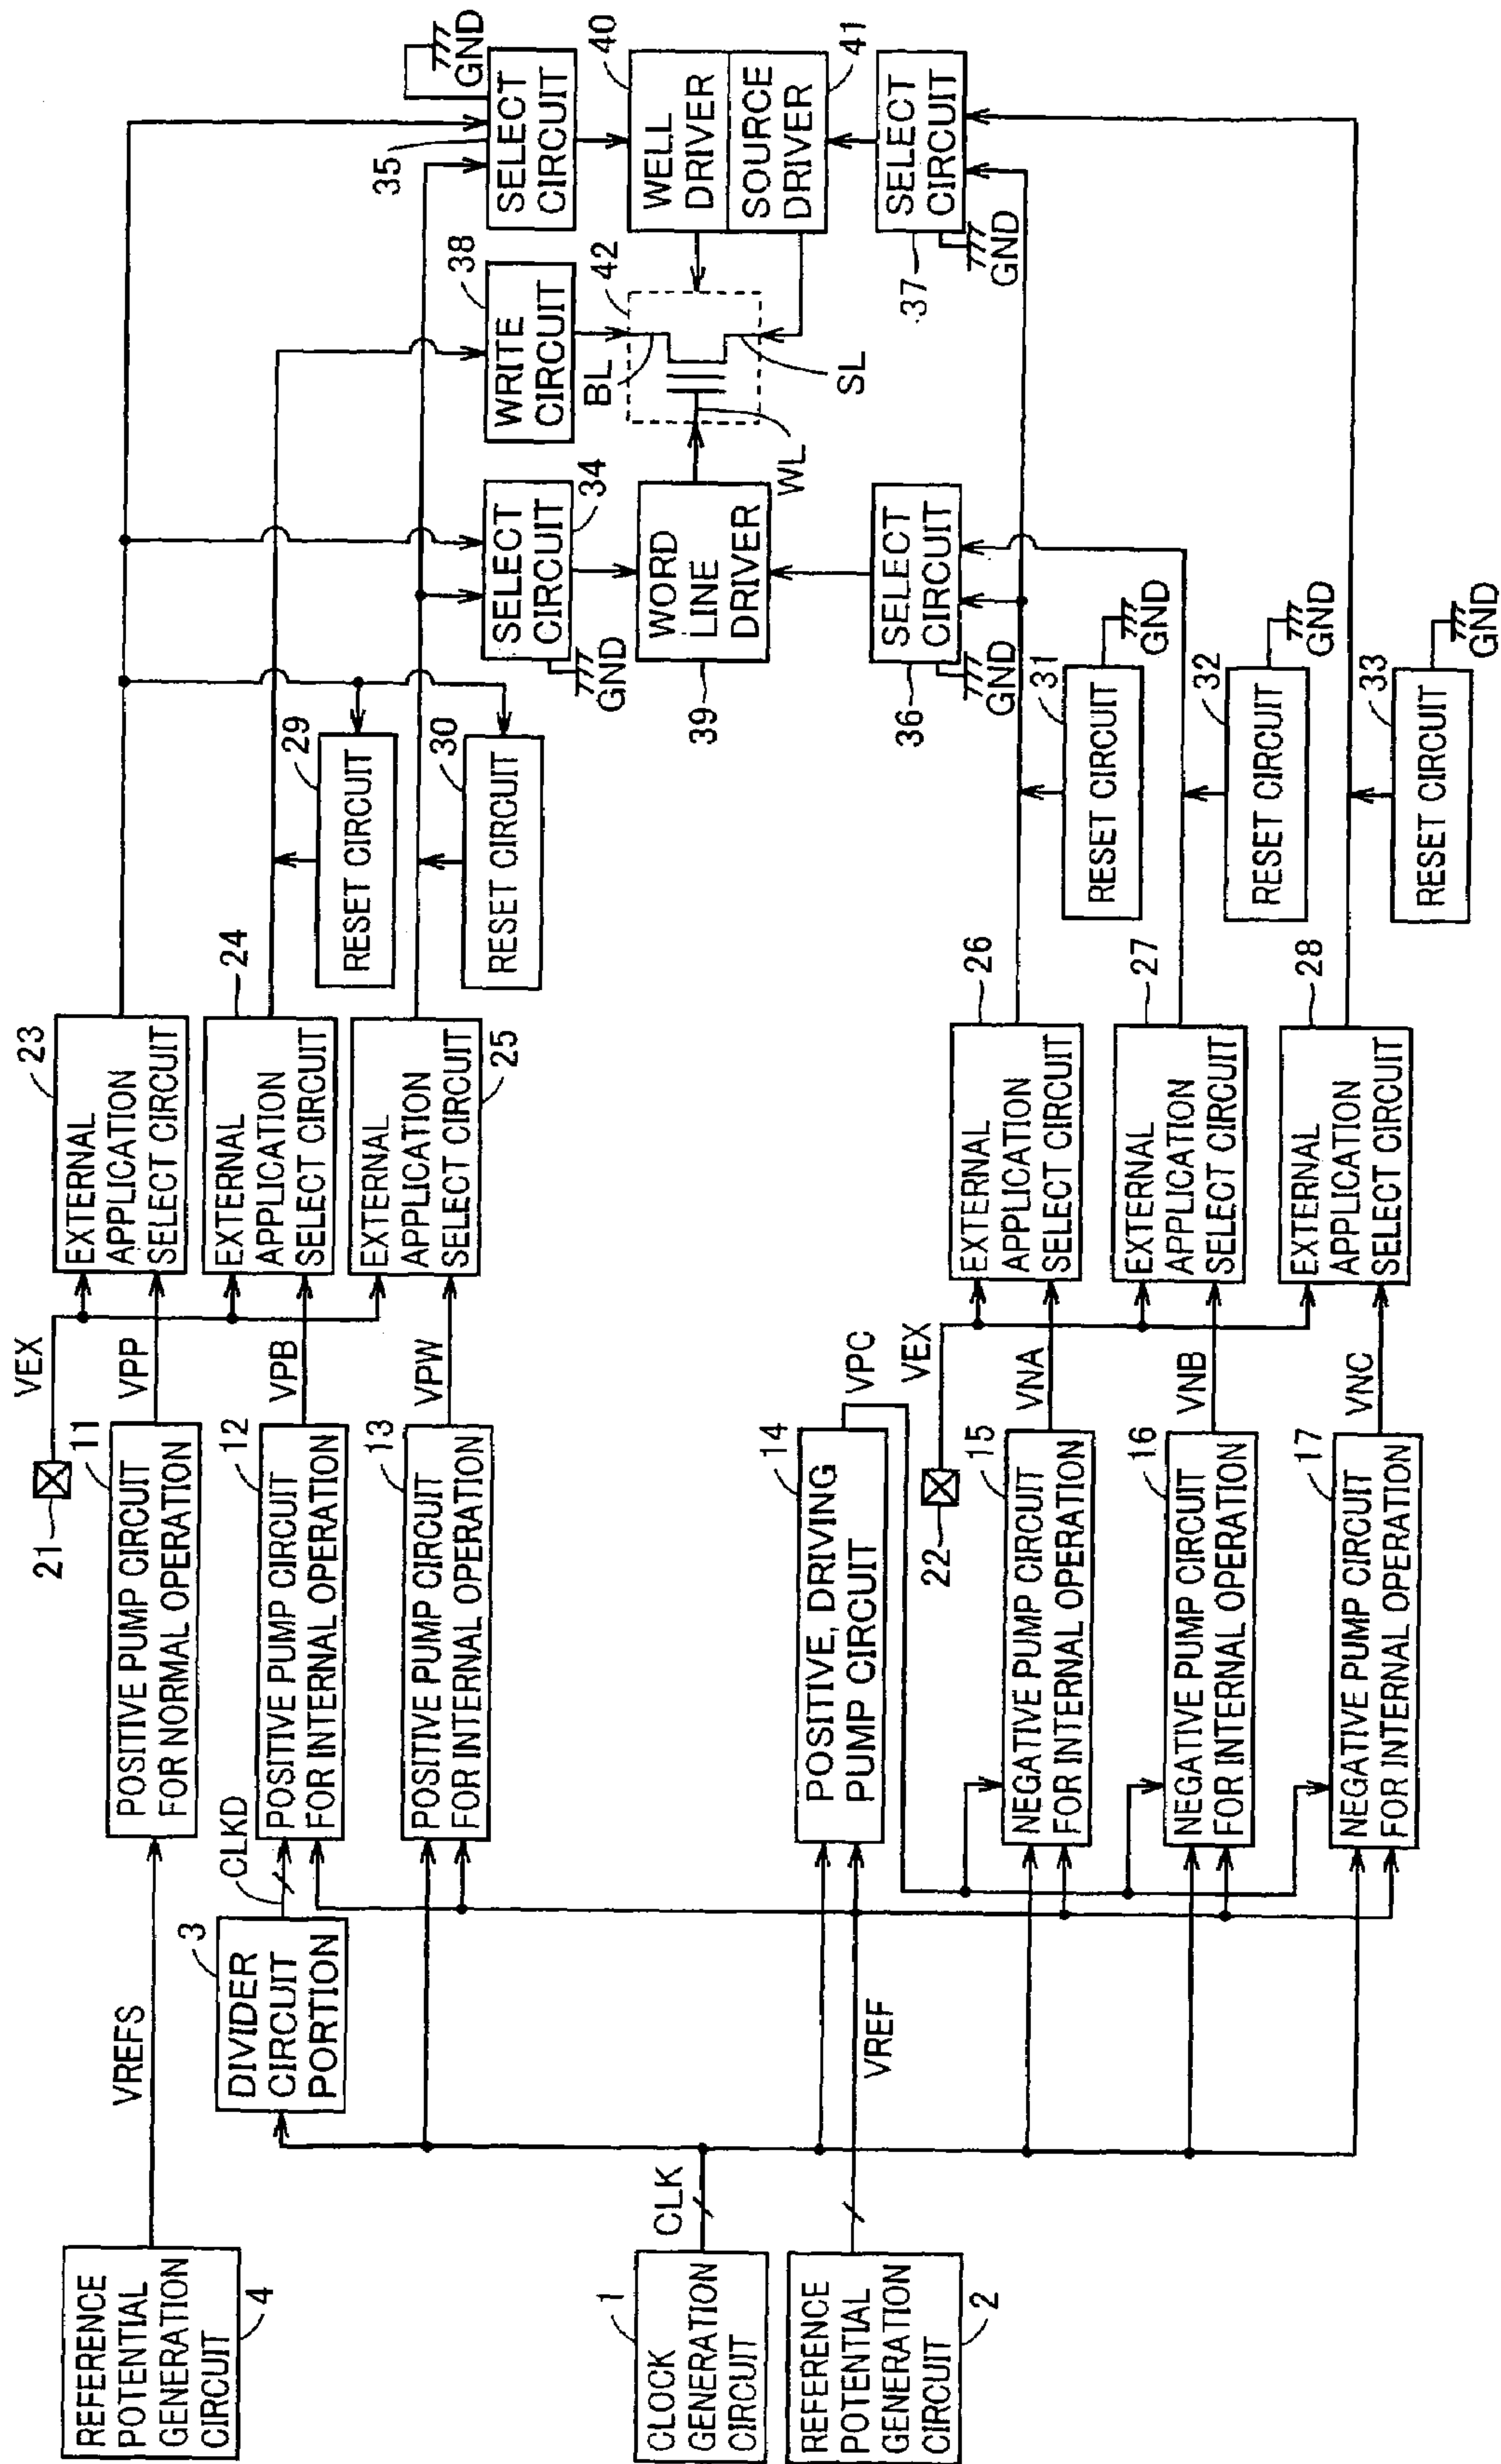 REFERENCE
POTENTIAL
GENERATION
CIRCUIT
4
VREFS
DIVIDER
CIRCUIT
PORTION
3
CLKD
CLOCK
GENERATION
CIRCUIT
1
CLK
REFERENCE
POTENTIAL
GENERATION
CIRCUIT
2
VREF
POSITIVE PUMP CIRCUIT
FOR NORMAL OPERATION
11
POSITIVE PUMP CIRCUIT
FOR INTERNAL OPERATION
12
POSITIVE PUMP CIRCUIT
FOR INTERNAL OPERATION
13
POSITIVE, DRIVING
PUMP CIRCUIT
14
NEGATIVE PUMP CIRCUIT
FOR INTERNAL OPERATION
15
NEGATIVE PUMP CIRCUIT
FOR INTERNAL OPERATION
16
NEGATIVE PUMP CIRCUIT
FOR INTERNAL OPERATION
17
21
VEX
VPP
VPB
VPW
VPC
22
VEX
VNA
VNB
VNC
EXTERNAL
APPLICATION
SELECT CIRCUIT
23
EXTERNAL
APPLICATION
SELECT CIRCUIT
24
EXTERNAL
APPLICATION
SELECT CIRCUIT
25
EXTERNAL
APPLICATION
SELECT CIRCUIT
26
EXTERNAL
APPLICATION
SELECT CIRCUIT
27
EXTERNAL
APPLICATION
SELECT CIRCUIT
28
RESET CIRCUIT
29
RESET CIRCUIT
30
RESET CIRCUIT
31
GND
RESET CIRCUIT
32
GND
RESET CIRCUIT
33
GND
SELECT
CIRCUIT
34
GND
WORD
LINE
DRIVER
39
SELECT
CIRCUIT
36
GND
WRITE
CIRCUIT
38
BL
42
WL
SL
SELECT
CIRCUIT
35
GND
WELL
DRIVER
40
SOURCE
DRIVER
41
SELECT
CIRCUIT
37
GND